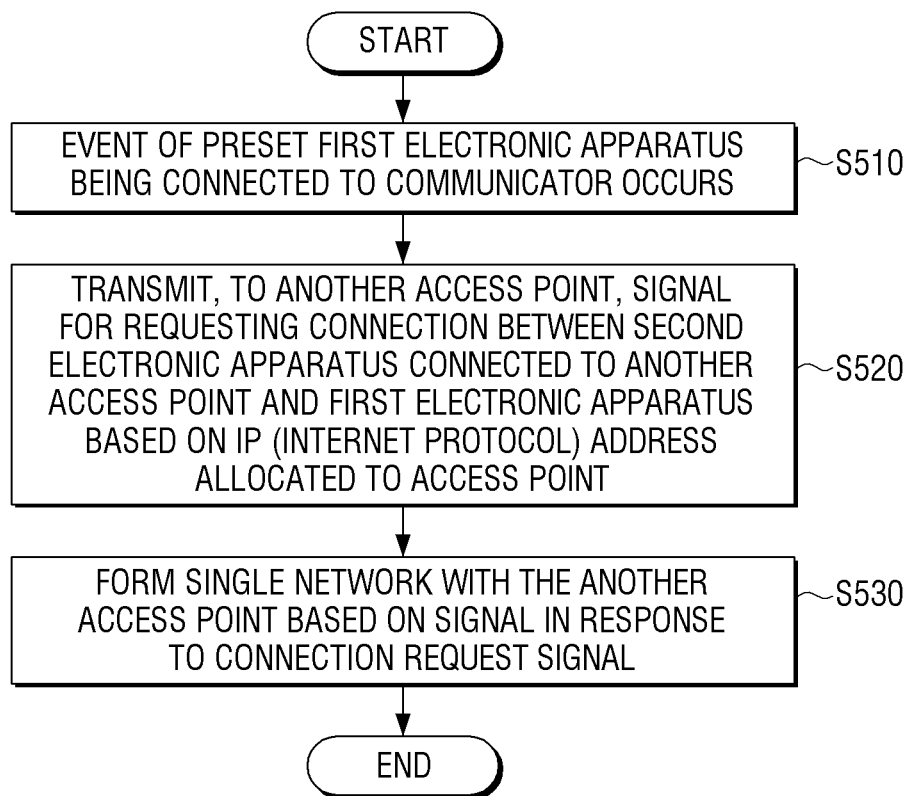 START
EVENT OF PRESET FIRST ELECTRONIC APPARATUS
BEING CONNECTED TO COMMUNICATOR OCCURS
S510
TRANSMIT, TO ANOTHER ACCESS POINT, SIGNAL
FOR REQUESTING CONNECTION BETWEEN SECOND
ELECTRONIC APPARATUS CONNECTED TO ANOTHER
ACCESS POINT AND FIRST ELECTRONIC APPARATUS
BASED ON IP (INTERNET PROTOCOL) ADDRESS
ALLOCATED TO ACCESS POINT
S520
FORM SINGLE NETWORK WITH THE ANOTHER
ACCESS POINT BASED ON SIGNAL IN RESPONSE
TO CONNECTION REQUEST SIGNAL
S530
END